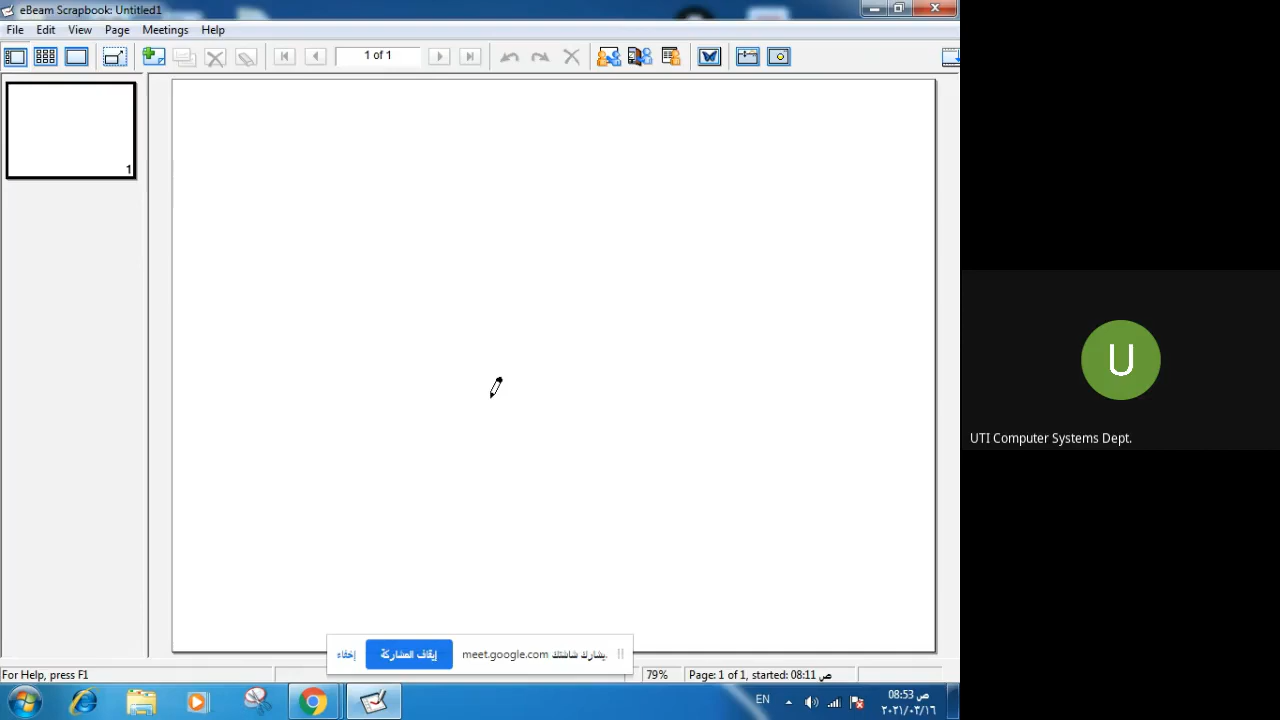 eBeam Scrapbook: Untitled1
File Edit View Page Meetings Help
1 of 1
1
U
UTI Computer Systems Dept.
إخفاء
إيقاف المشاركة
meet.google.com يشارك شاشتك.
For Help, press F1
79%
Page: 1 of 1, started: 08:11 ص
EN
08:53 ص
٢٠٢١/٠٣/١٦